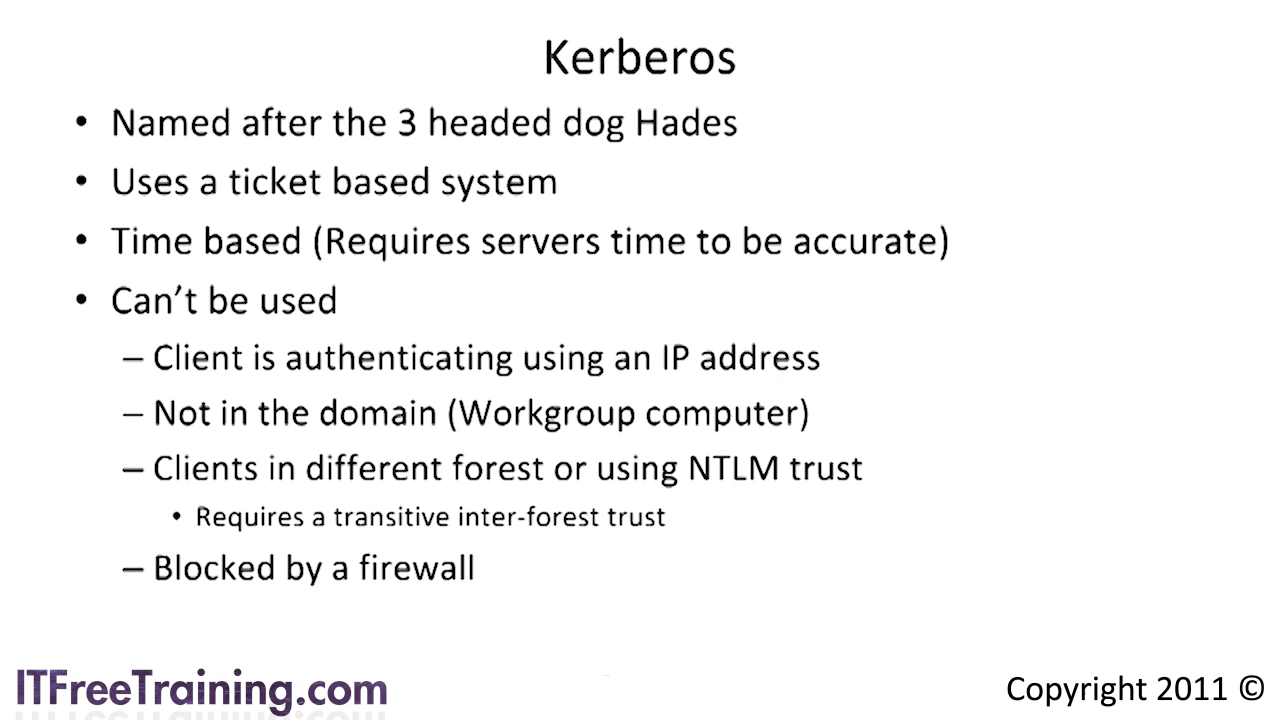 Kerberos
• Named after the 3 headed dog Hades
• Uses a ticket based system
• Time based (Requires servers time to be accurate)
• Can't be used
– Client is authenticating using an IP address
– Not in the domain (Workgroup computer)
– Clients in different forest or using NTLM trust
• Requires a transitive inter-forest trust
– Blocked by a firewall
ITFreeTraining.com
Copyright 2011 ©